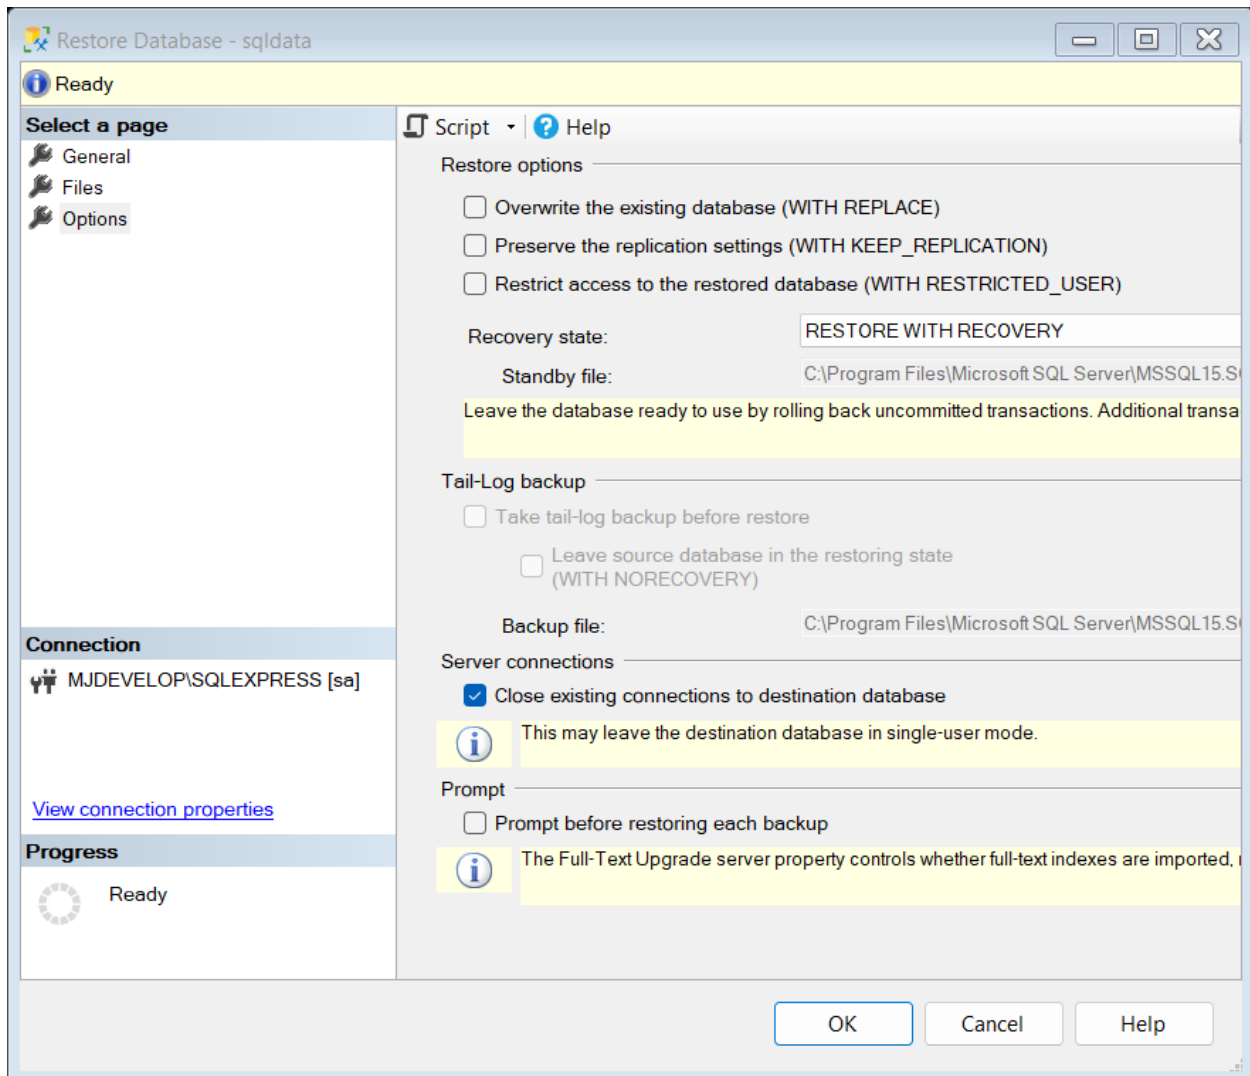 Restore Database - sqldata
Ready
Select a page
General
Files
Options
Script
Help
Restore options
Overwrite the existing database (WITH REPLACE)
Preserve the replication settings (WITH KEEP_REPLICATION)
Restrict access to the restored database (WITH RESTRICTED_USER)
Recovery state:
RESTORE WITH RECOVERY
Standby file:
C:\Program Files\Microsoft SQL Server\MSSQL15.S
Leave the database ready to use by rolling back uncommitted transactions. Additional transa
Tail-Log backup
Take tail-log backup before restore
Leave source database in the restoring state
(WITH NORECOVERY)
Backup file:
C:\Program Files\Microsoft SQL Server\MSSQL15.S
Server connections
Close existing connections to destination database
This may leave the destination database in single-user mode.
Prompt
Prompt before restoring each backup
The Full-Text Upgrade server property controls whether full-text indexes are imported,
Connection
MJDEVELOP\SQLEXPRESS [sa]
View connection properties
Progress
Ready
OK
Cancel
Help